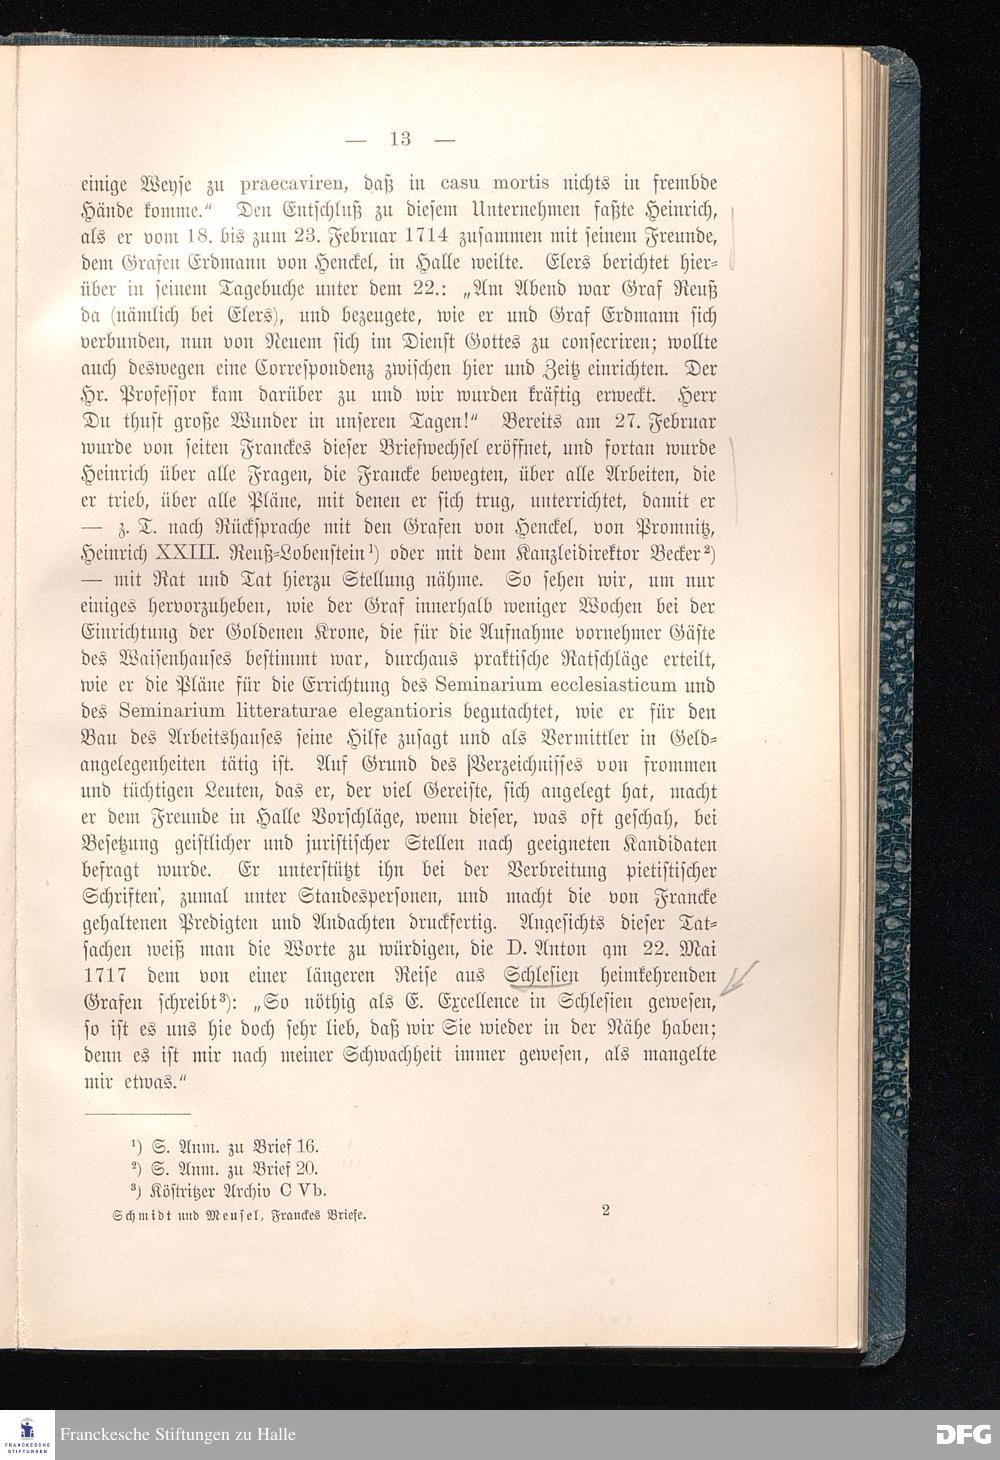 — 13 —
einige Weyse zu praecaviren, daß in casu mortis nichts in frembde
Hände komme.“ Den Entschluß zu diesem Unternehmen faßte Heinrich,
als er vom 18. bis zum 23. Februar 1714 zusammen mit seinem Freunde,
dem Grafen Erdmann von Henckel, in Halle weilte. Elers berichtet hier-
über in seinem Tagebuche unter dem 22.: „Am Abend war Graf Reuß
da (nämlich bei Elers), und bezeugete, wie er und Graf Erdmann sich
verbunden, nun von Neuem sich im Dienst Gottes zu consecriren; wollte
auch deswegen eine Correspondenz zwischen hier und Zeitz einrichten. Der
Hr. Professor kam darüber zu und wir wurden kräftig erweckt. Herr
Du thust große Wunder in unseren Tagen!“ Bereits am 27. Februar
wurde von seiten Franckes dieser Briefwechsel eröffnet, und fortan wurde
Heinrich über alle Fragen, die Francke bewegten, über alle Arbeiten, die
er trieb, über alle Pläne, mit denen er sich trug, unterrichtet, damit er
— z. T. nach Rücksprache mit den Grafen von Henckel, von Promnitz,
Heinrich XXIII. Reuß-Lobenstein¹) oder mit dem Kanzleidirektor Becker²)
— mit Rat und Tat hierzu Stellung nähme. So sehen wir, um nur
einiges hervorzuheben, wie der Graf innerhalb weniger Wochen bei der
Einrichtung der Goldenen Krone, die für die Aufnahme vornehmer Gäste
des Waisenhauses bestimmt war, durchaus praktische Ratschläge erteilt,
wie er die Pläne für die Errichtung des Seminarium ecclesiasticum und
des Seminarium litteraturae elegantioris begutachtet, wie er für den
Bau des Arbeitshauses seine Hilfe zusagt und als Vermittler in Geld-
angelegenheiten tätig ist. Auf Grund des Verzeichnisses von frommen
und tüchtigen Leuten, das er, der viel Gereiste, sich angelegt hat, macht
er dem Freunde in Halle Vorschläge, wenn dieser, was oft geschah, bei
Besetzung geistlicher und juristischer Stellen nach geeigneten Kandidaten
befragt wurde. Er unterstützt ihn bei der Verbreitung pietistischer
Schriften, zumal unter Standespersonen, und macht die von Francke
gehaltenen Predigten und Andachten druckfertig. Angesichts dieser Tat-
sachen weiß man die Worte zu würdigen, die D. Anton am 22. Mai
1717 dem von einer längeren Reise aus Schlesien heimkehrenden
Grafen schreibt³): „So nöthig als E. Excellence in Schlesien gewesen,
so ist es uns hie doch sehr lieb, daß wir Sie wieder in der Nähe haben;
denn es ist mir nach meiner Schwachheit immer gewesen, als mangelte
mir etwas.“
¹) S. Anm. zu Brief 16.
²) S. Anm. zu Brief 20.
³) Köstritzer Archiv C Vb.
Schmidt und Meusel, Franckes Briefe. 2
FRANCKESCHE STIFTUNGEN
Franckesche Stiftungen zu Halle
DFG